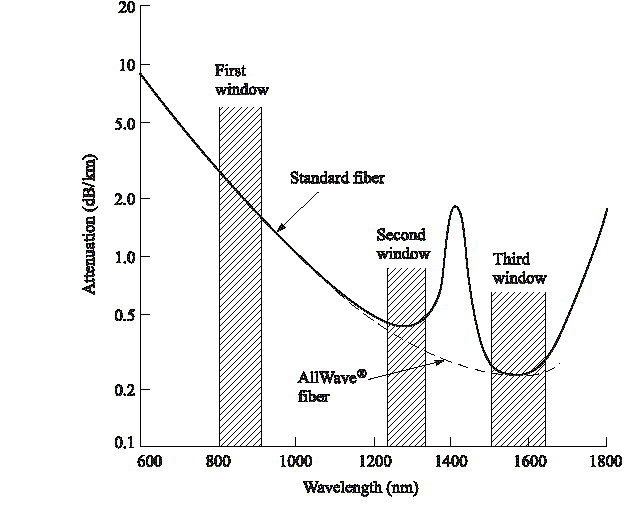 20
10
5.0
2.0
1.0
0.5
0.2
0.1
Attenuation (dB/km)
First
window
Standard fiber
Second
window
Third
window
AllWave®
fiber
600 800 1000 1200 1400 1600 1800
Wavelength (nm)